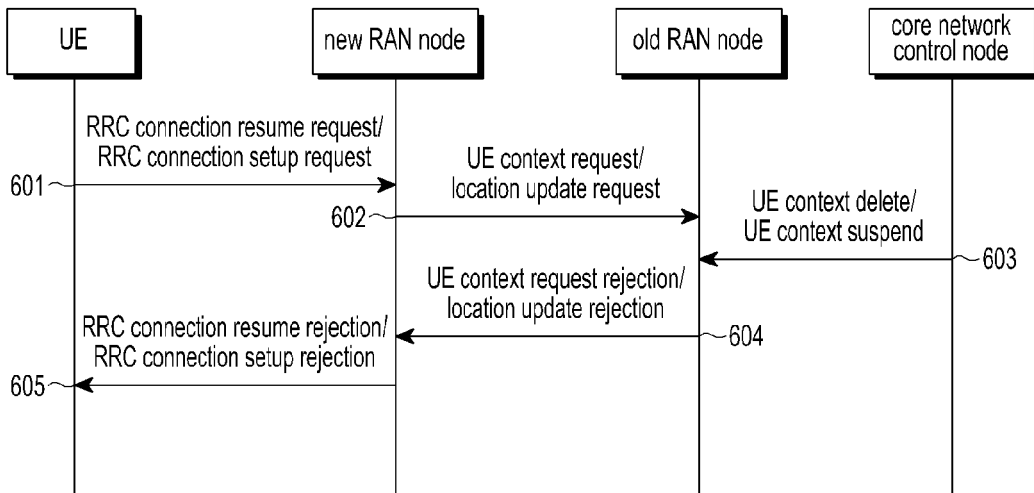 UE
new RAN node
old RAN node
core network
control node
RRC connection resume request/
RRC connection setup request
601
UE context request/
location update request
602
UE context delete/
UE context suspend
603
UE context request rejection/
location update rejection
604
RRC connection resume rejection/
RRC connection setup rejection
605